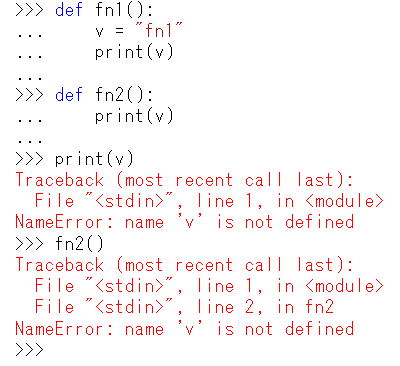 >>> def fn1():
...     v = "fn1"
...     print(v)
...
>>> def fn2():
...     print(v)
...
>>> print(v)
Traceback (most recent call last):
  File "<stdin>", line 1, in <module>
NameError: name 'v' is not defined
>>> fn2()
Traceback (most recent call last):
  File "<stdin>", line 1, in <module>
  File "<stdin>", line 2, in fn2
NameError: name 'v' is not defined
>>>